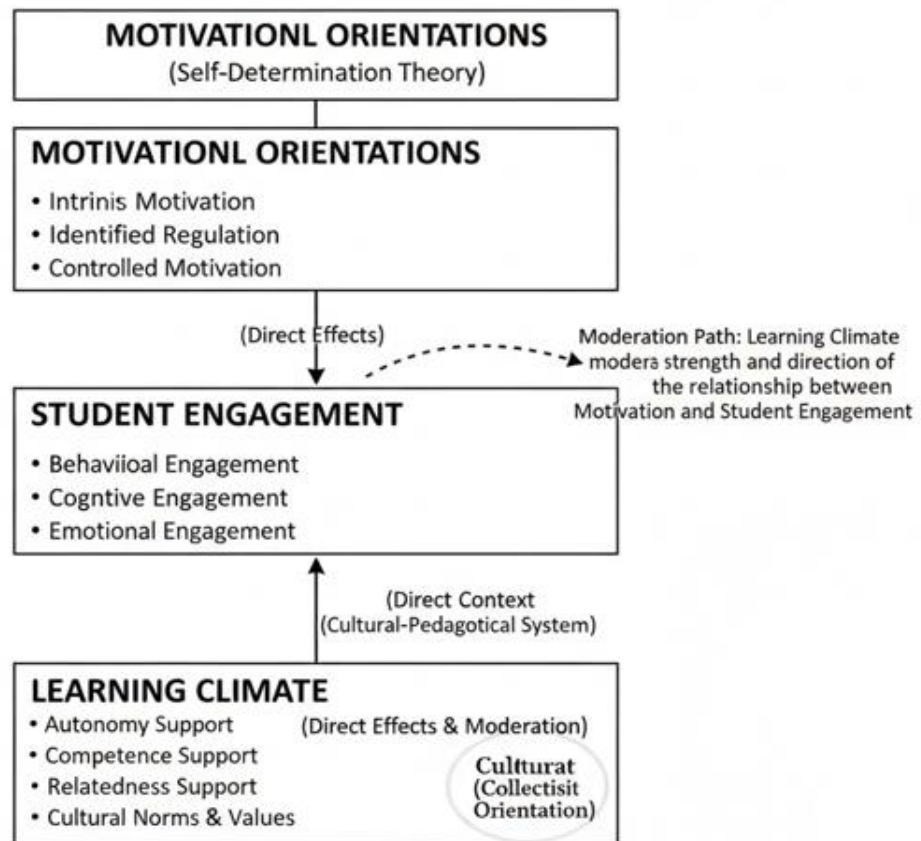 MOTIVATIONL ORIENTATIONS
(Self-Determination Theory)
MOTIVATIONL ORIENTATIONS
• Intrinis Motivation
• Identified Regulation
• Controlled Motivation
(Direct Effects)
Moderation Path: Learning Climate
modera strength and direction of
the relationship between
Motivation and Student Engagement
STUDENT ENGAGEMENT
• Behaviioal Engagement
• Cogntive Engagement
• Emotional Engagement
(Direct Context
(Cultural-Pedagotical System)
LEARNING CLIMATE
• Autonomy Support
(Direct Effects & Moderation)
• Competence Support
• Relatedness Support
• Cultural Norms & Values
Cultturat
(Collectisit
Orientation)